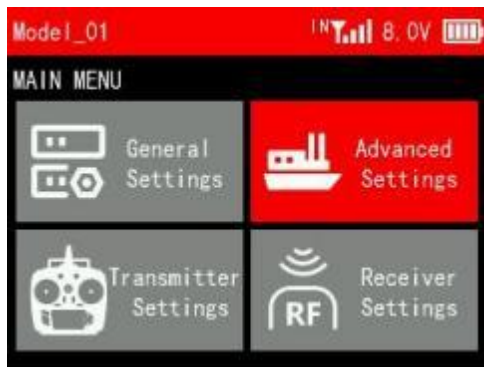 Model_01 IN 8.0V
MAIN MENU
General
Settings
Advanced
Settings
Transmitter
Settings
RF
Receiver
Settings